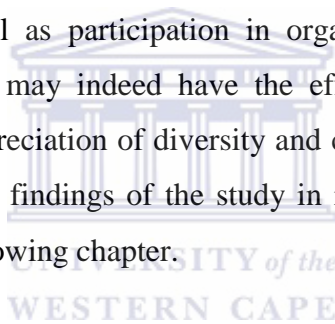 l as participation in orga
may indeed have the ef
reciation of diversity and
findings of the study in
owing chapter.
UNIVERSITY of the
WESTERN CAPE